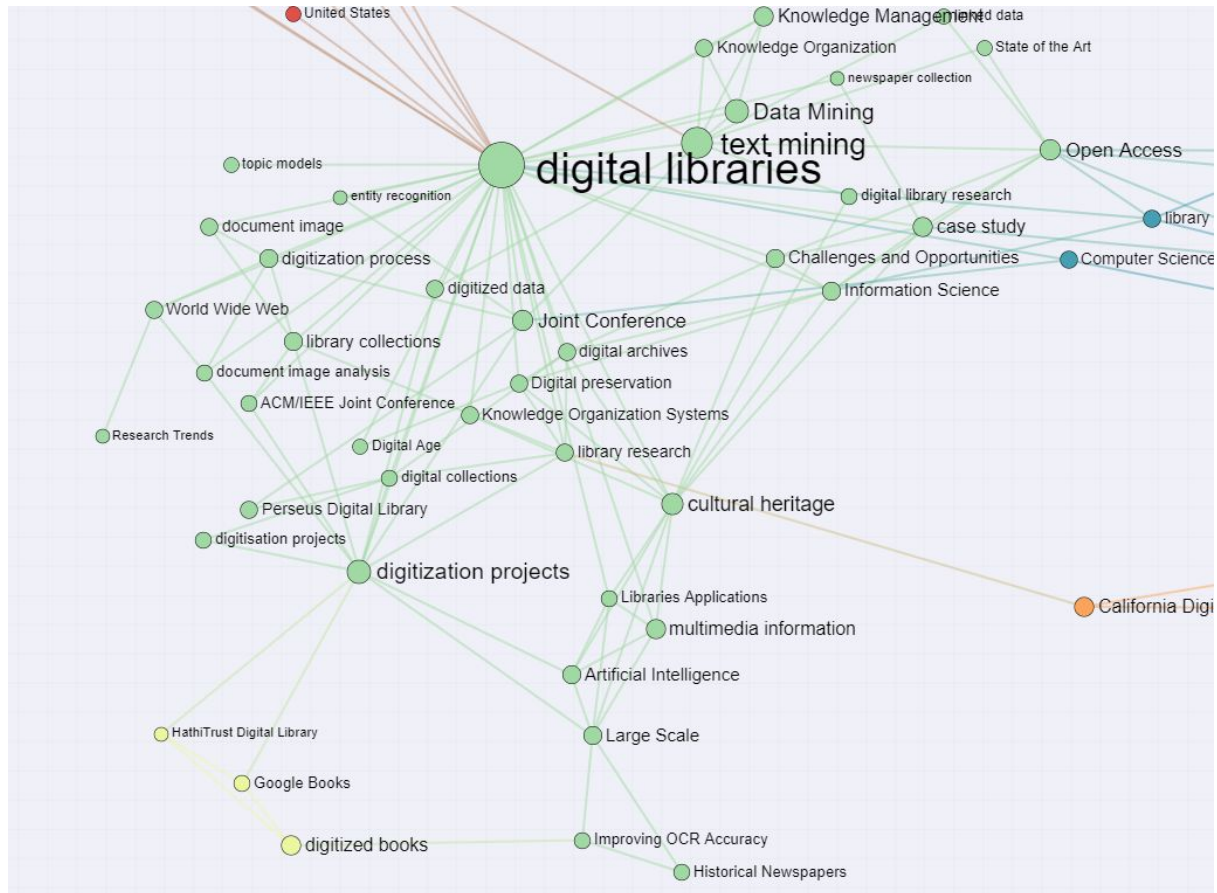 United States
Knowledge Management
linked data
Knowledge Organization
State of the Art
newspaper collection
Data Mining
text mining
Open Access
digital libraries
topic models
entity recognition
digital library research
library
document image
case study
digitization process
Challenges and Opportunities
Computer Science
digitized data
Information Science
World Wide Web
Joint Conference
library collections
digital archives
document image analysis
Digital preservation
ACM/IEEE Joint Conference
Knowledge Organization Systems
Research Trends
Digital Age
library research
digital collections
Perseus Digital Library
cultural heritage
digitisation projects
digitization projects
Libraries Applications
California Digi
multimedia information
Artificial Intelligence
HathiTrust Digital Library
Large Scale
Google Books
digitized books
Improving OCR Accuracy
Historical Newspapers